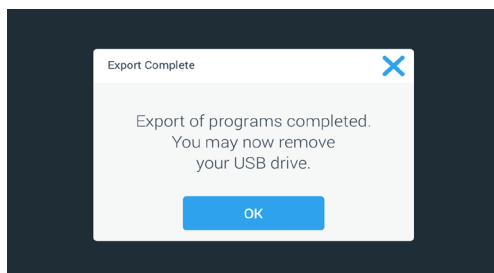 Export Complete
Export of programs completed.
You may now remove
your USB drive.
OK